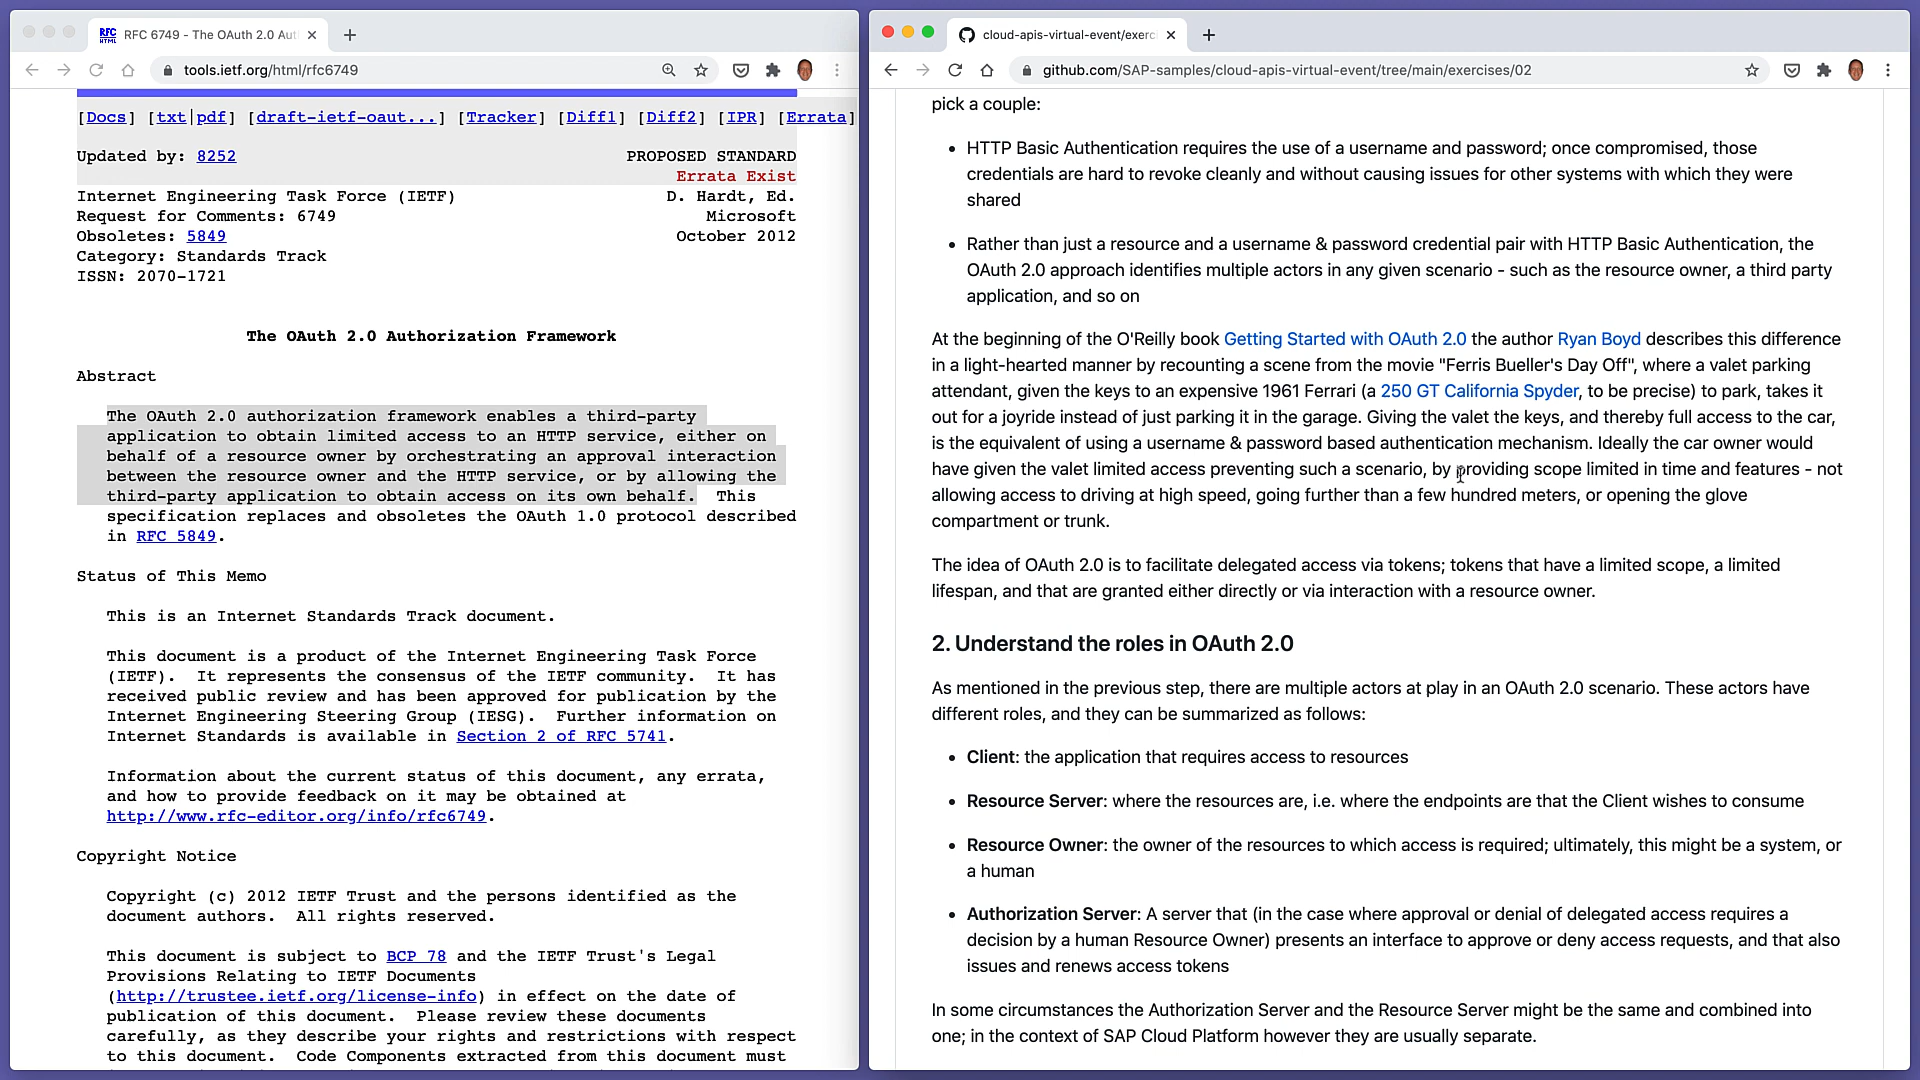 RFC 6749 - The OAuth 2.0 Aut
tools.ietf.org/html/rfc6749
[Docs] [txt|pdf] [draft-ietf-oaut...] [Tracker] [Diff1] [Diff2] [IPR] [Errata]
Updated by: 8252 PROPOSED STANDARD
Errata Exist
Internet Engineering Task Force (IETF) D. Hardt, Ed.
Request for Comments: 6749 Microsoft
Obsoletes: 5849 October 2012
Category: Standards Track
ISSN: 2070-1721
The OAuth 2.0 Authorization Framework
Abstract
The OAuth 2.0 authorization framework enables a third-party
application to obtain limited access to an HTTP service, either on
behalf of a resource owner by orchestrating an approval interaction
between the resource owner and the HTTP service, or by allowing the
third-party application to obtain access on its own behalf. This
specification replaces and obsoletes the OAuth 1.0 protocol described
in RFC 5849.
Status of This Memo
This is an Internet Standards Track document.
This document is a product of the Internet Engineering Task Force
(IETF). It represents the consensus of the IETF community. It has
received public review and has been approved for publication by the
Internet Engineering Steering Group (IESG). Further information on
Internet Standards is available in Section 2 of RFC 5741.
Information about the current status of this document, any errata,
and how to provide feedback on it may be obtained at
http://www.rfc-editor.org/info/rfc6749.
Copyright Notice
Copyright (c) 2012 IETF Trust and the persons identified as the
document authors. All rights reserved.
This document is subject to BCP 78 and the IETF Trust's Legal
Provisions Relating to IETF Documents
(http://trustee.ietf.org/license-info) in effect on the date of
publication of this document. Please review these documents
carefully, as they describe your rights and restrictions with respect
to this document. Code Components extracted from this document must
cloud-apis-virtual-event/exerc
github.com/SAP-samples/cloud-apis-virtual-event/tree/main/exercises/02
pick a couple:
• HTTP Basic Authentication requires the use of a username and password; once compromised, those
credentials are hard to revoke cleanly and without causing issues for other systems with which they were
shared
• Rather than just a resource and a username & password credential pair with HTTP Basic Authentication, the
OAuth 2.0 approach identifies multiple actors in any given scenario - such as the resource owner, a third party
application, and so on
At the beginning of the O'Reilly book Getting Started with OAuth 2.0 the author Ryan Boyd describes this difference
in a light-hearted manner by recounting a scene from the movie "Ferris Bueller's Day Off", where a valet parking
attendant, given the keys to an expensive 1961 Ferrari (a 250 GT California Spyder, to be precise) to park, takes it
out for a joyride instead of just parking it in the garage. Giving the valet the keys, and thereby full access to the car,
is the equivalent of using a username & password based authentication mechanism. Ideally the car owner would
have given the valet limited access preventing such a scenario, by providing scope limited in time and features - not
allowing access to driving at high speed, going further than a few hundred meters, or opening the glove
compartment or trunk.
The idea of OAuth 2.0 is to facilitate delegated access via tokens; tokens that have a limited scope, a limited
lifespan, and that are granted either directly or via interaction with a resource owner.
2. Understand the roles in OAuth 2.0
As mentioned in the previous step, there are multiple actors at play in an OAuth 2.0 scenario. These actors have
different roles, and they can be summarized as follows:
• Client: the application that requires access to resources
• Resource Server: where the resources are, i.e. where the endpoints are that the Client wishes to consume
• Resource Owner: the owner of the resources to which access is required; ultimately, this might be a system, or
a human
• Authorization Server: A server that (in the case where approval or denial of delegated access requires a
decision by a human Resource Owner) presents an interface to approve or deny access requests, and that also
issues and renews access tokens
In some circumstances the Authorization Server and the Resource Server might be the same and combined into
one; in the context of SAP Cloud Platform however they are usually separate.